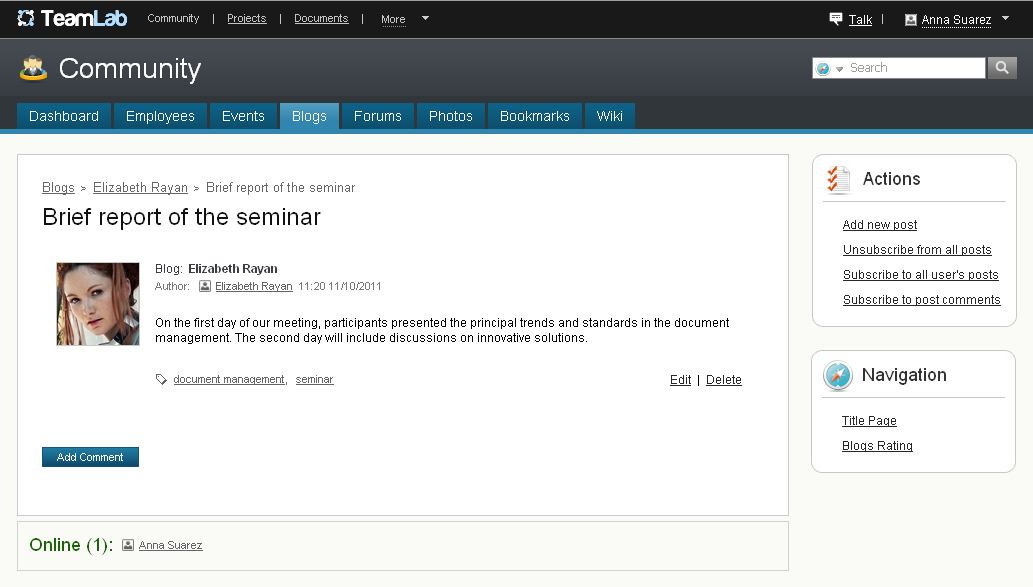 TeamLab Community | Projects | Documents | More Talk | Anna Suarez
Community Search
Dashboard Employees Events Blogs Forums Photos Bookmarks Wiki
Blogs » Elizabeth Rayan » Brief report of the seminar
Brief report of the seminar
Blog: Elizabeth Rayan
Author: Elizabeth Rayan 11:20 11/10/2011
On the first day of our meeting, participants presented the principal trends and standards in the document
management. The second day will include discussions on innovative solutions.
document management, seminar
Edit | Delete
Add Comment
Online (1): Anna Suarez
Actions
Add new post
Unsubscribe from all posts
Subscribe to all user's posts
Subscribe to post comments
Navigation
Title Page
Blogs Rating